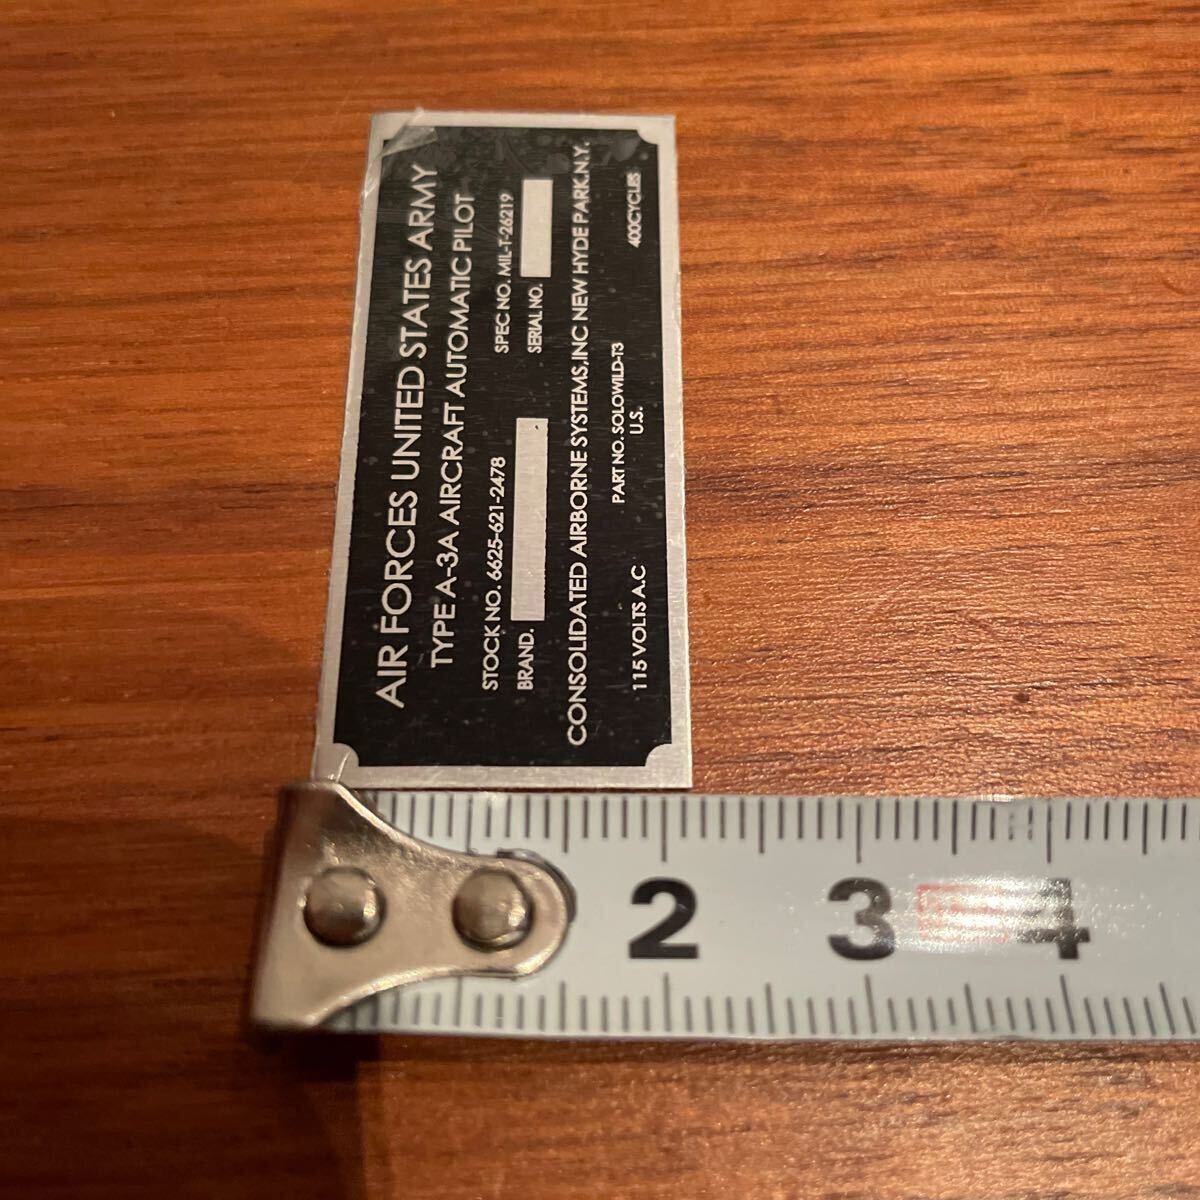 AIR FORCES UNITED STATES ARMY
TYPE A-3A AIRCRAFT AUTOMATIC PILOT
STOCK NO. 6625-621-2478 SPEC NO. MIL-T-26219
BRAND. SERIAL NO.
CONSOLIDATED AIRBORNE SYSTEMS,INC NEW HYDE PARK.N.Y.
PART NO. SOLOWILD-T3
115 VOLTS A.C U.S. 400CYCLES
2 3 4